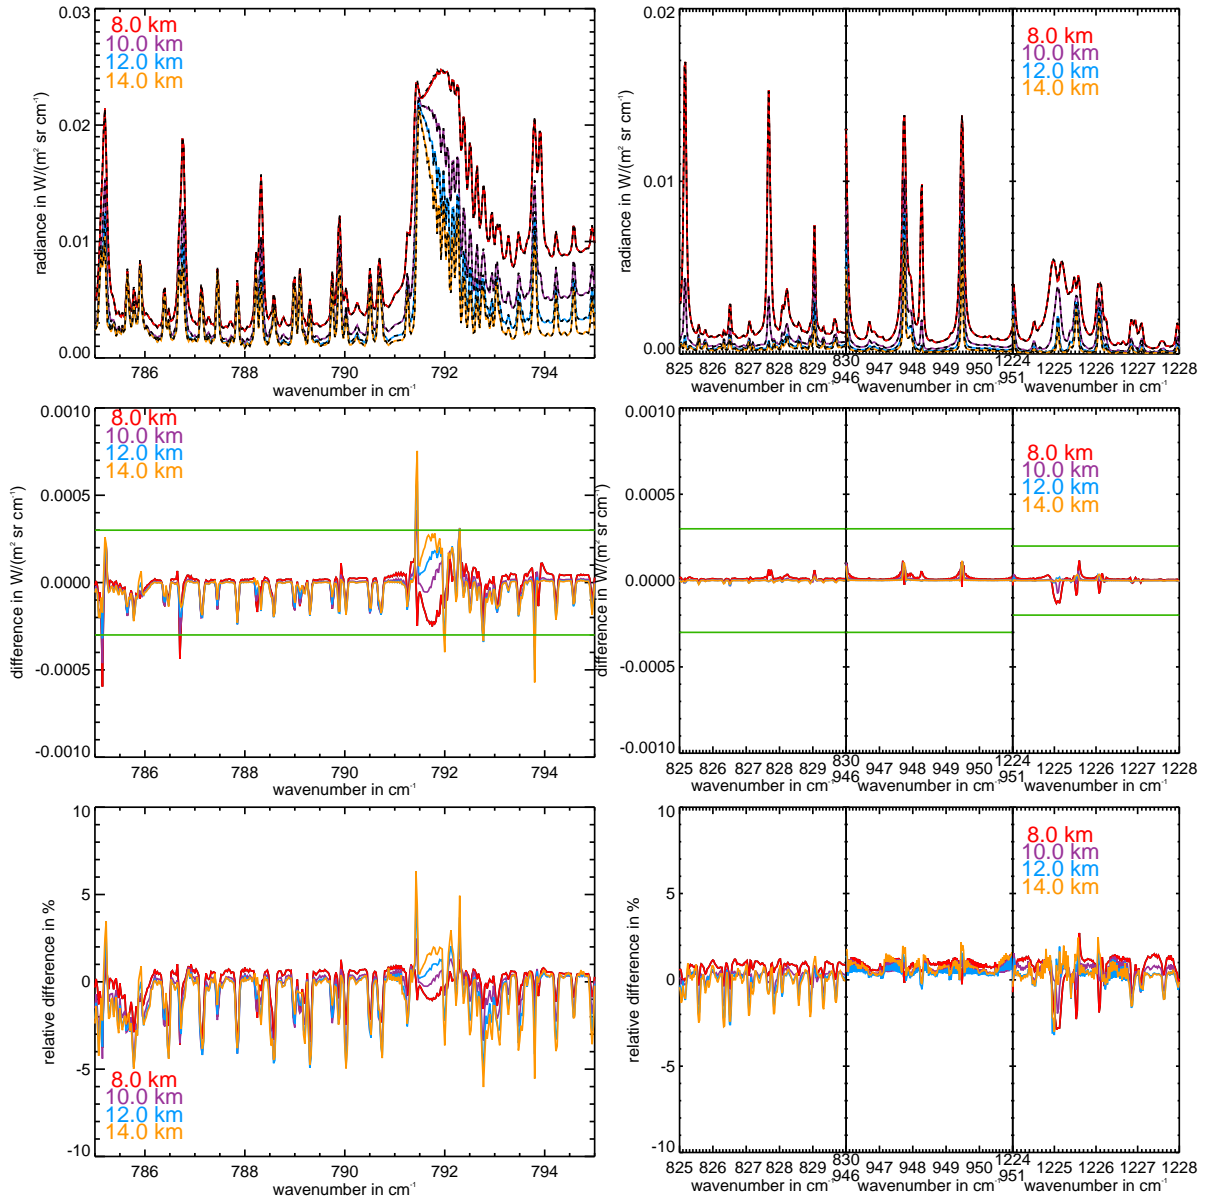 0.03
8.0 km
10.0 km
12.0 km
14.0 km
0.02
0.01
0.00
radiance in W/(m² sr cm⁻¹)
786 788 790 792 794
wavenumber in cm⁻¹
0.02
8.0 km
10.0 km
12.0 km
14.0 km
0.01
0.00
radiance in W/(m² sr cm⁻¹)
825 826 827 828 829 830 1224
946 947 948 949 950 951 1225 1226 1227 1228
wavenumber in cm⁻¹ wavenumber in cm⁻¹ wavenumber in cm⁻¹
0.0010
8.0 km
10.0 km
12.0 km
14.0 km
0.0005
0.0000
-0.0005
-0.0010
difference in W/(m² sr cm⁻¹)
786 788 790 792 794
wavenumber in cm⁻¹
0.0010
8.0 km
10.0 km
12.0 km
14.0 km
0.0005
0.0000
-0.0005
-0.0010
difference in W/(m² sr cm⁻¹)
825 826 827 828 829 830 1224
946 947 948 949 950 951 1225 1226 1227 1228
wavenumber in cm⁻¹ wavenumber in cm⁻¹ wavenumber in cm⁻¹
10
5
0
-5
-10
relative difference in %
8.0 km
10.0 km
12.0 km
14.0 km
786 788 790 792 794
wavenumber in cm⁻¹
10
8.0 km
10.0 km
12.0 km
14.0 km
5
0
-5
-10
relative difference in %
825 826 827 828 829 830 1224
946 947 948 949 950 951 1225 1226 1227 1228
wavenumber in cm⁻¹ wavenumber in cm⁻¹ wavenumber in cm⁻¹